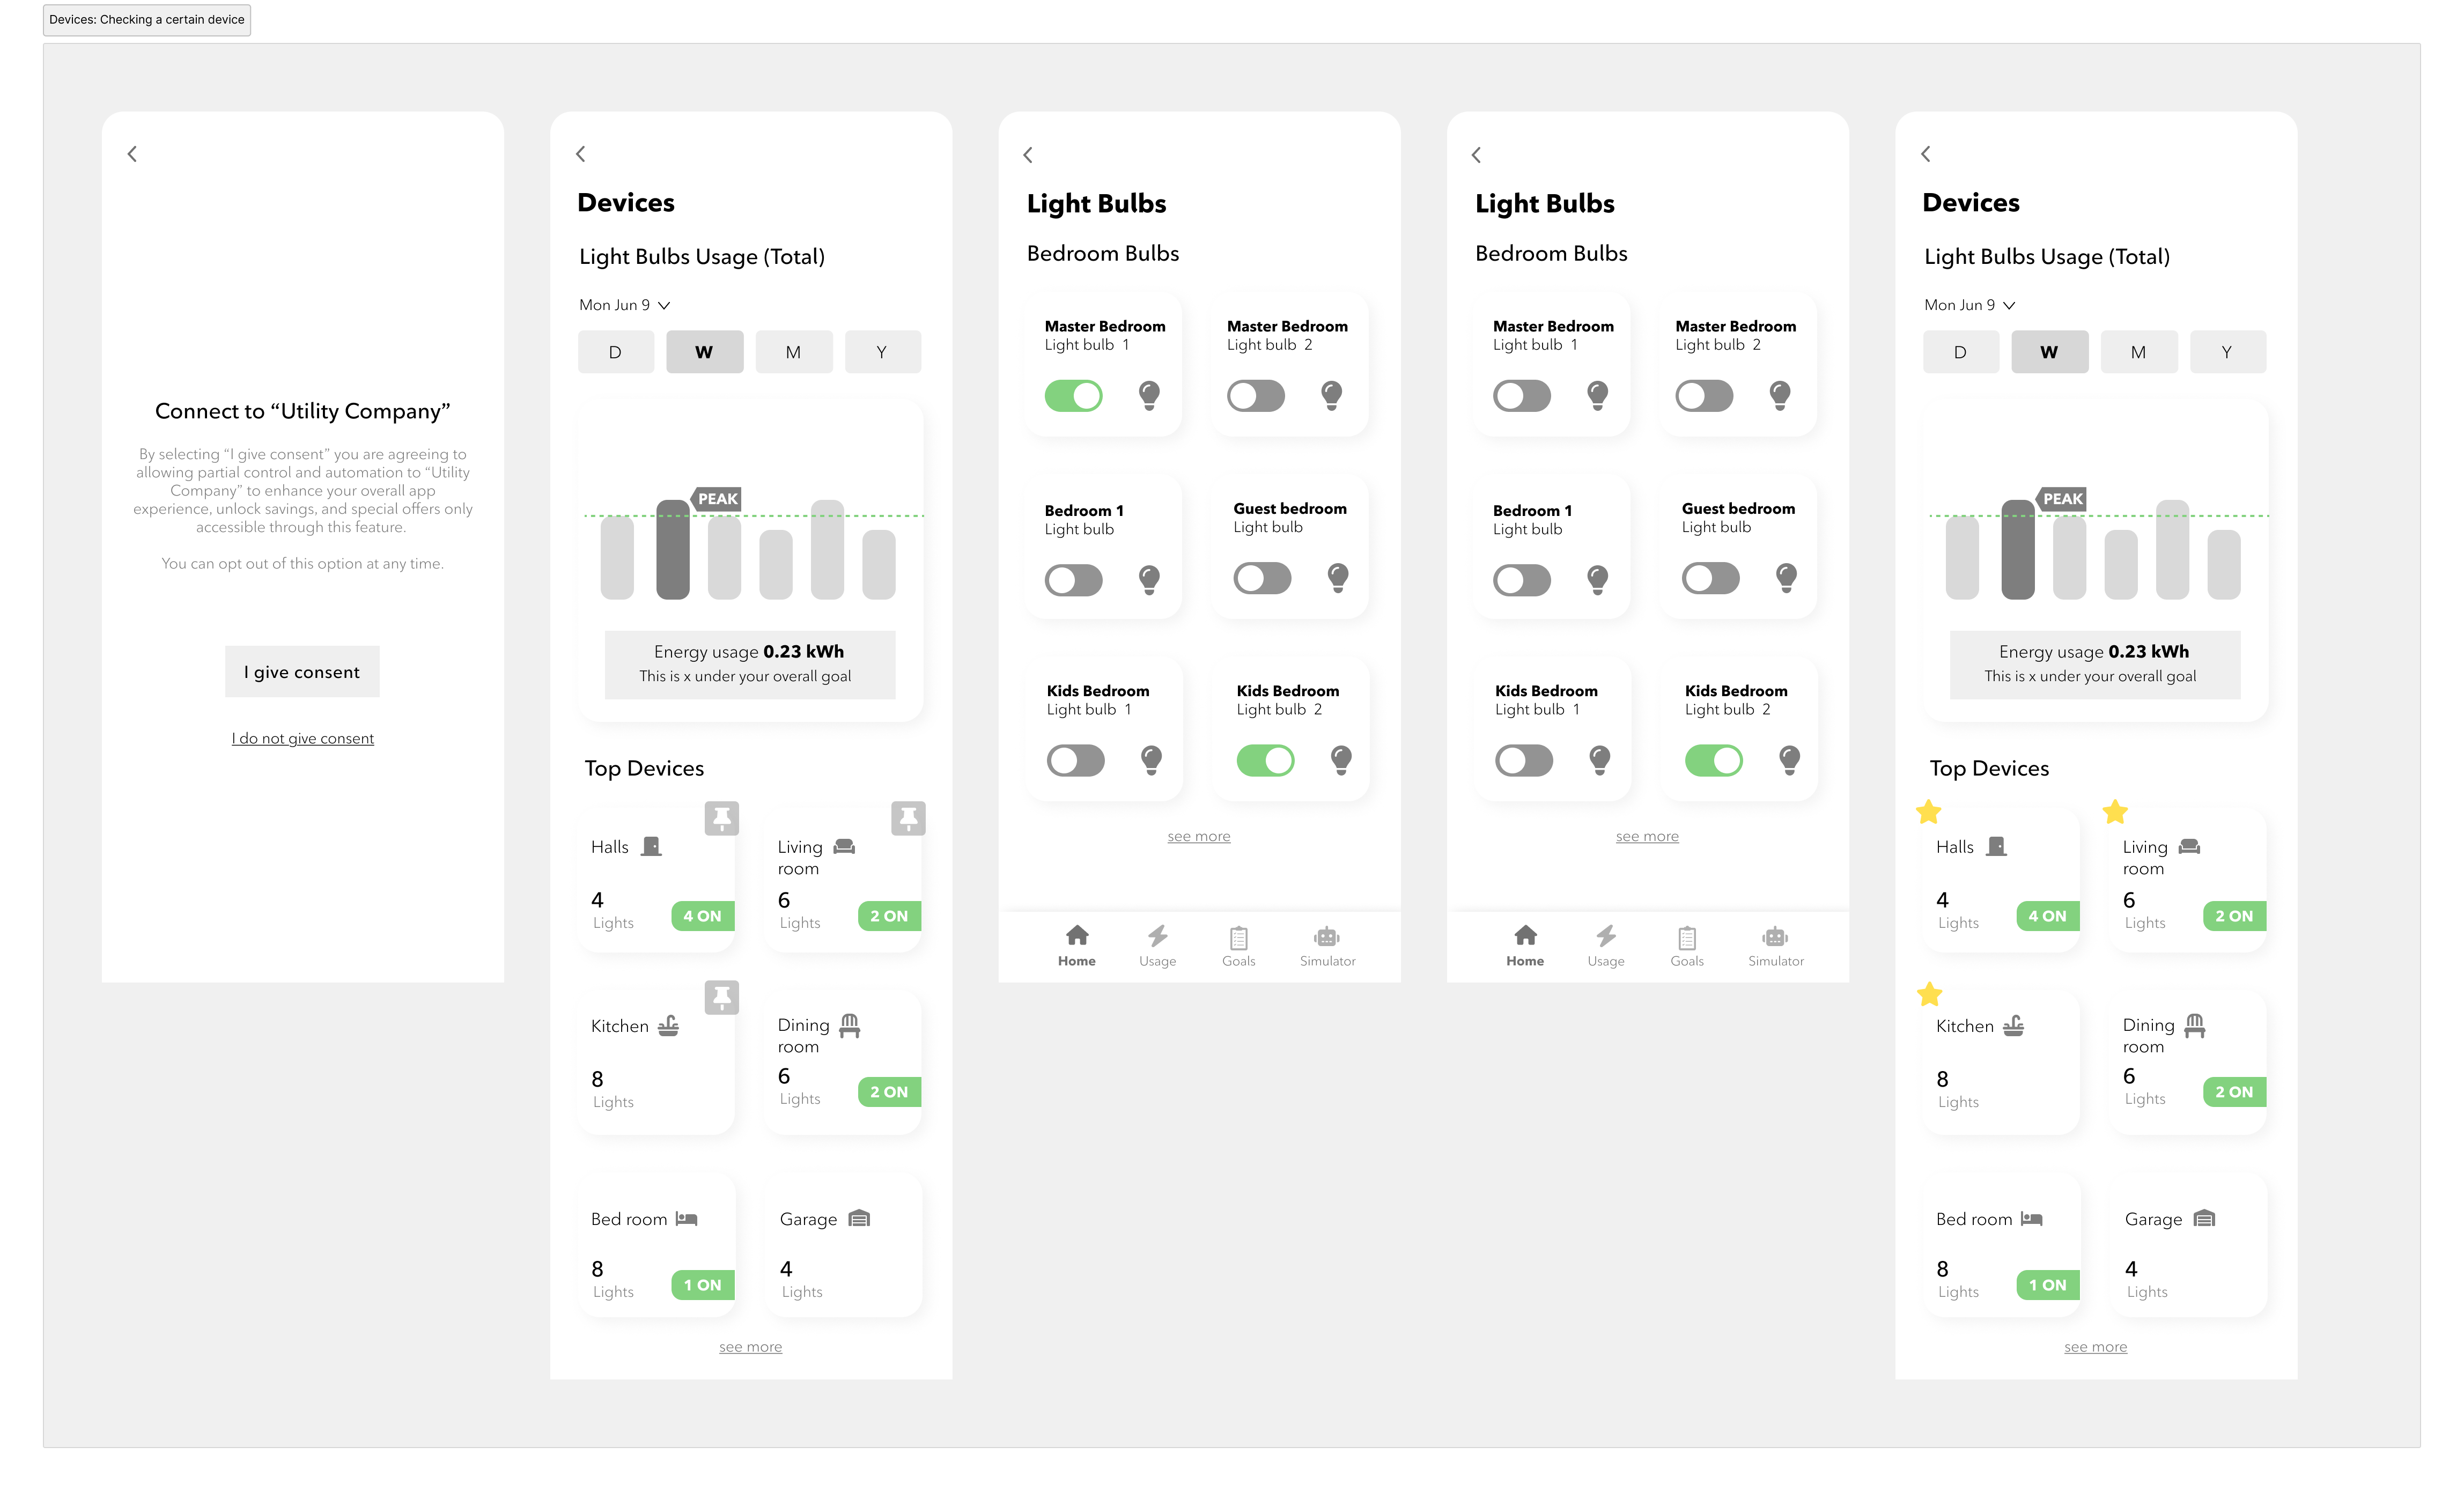 Devices: Checking a certain device
Connect to “Utility Company”
By selecting “I give consent” you are agreeing to
allowing partial control and automation to “Utility
Company” to enhance your overall app
experience, unlock savings, and special offers only
accessible through this feature.
You can opt out of this option at any time.
I give consent
I do not give consent
Devices
Light Bulbs Usage (Total)
Mon Jun 9
D W M Y
PEAK
Energy usage 0.23 kWh
This is x under your overall goal
Top Devices
Halls
4
Lights
4 ON
Living
room
6
Lights
2 ON
Kitchen
8
Lights
Dining
room
6
Lights
2 ON
Bed room
8
Lights
1 ON
Garage
4
Lights
see more
Light Bulbs
Bedroom Bulbs
Master Bedroom
Light bulb 1
Master Bedroom
Light bulb 2
Bedroom 1
Light bulb
Guest bedroom
Light bulb
Kids Bedroom
Light bulb 1
Kids Bedroom
Light bulb 2
see more
Home Usage Goals Simulator
Light Bulbs
Bedroom Bulbs
Master Bedroom
Light bulb 1
Master Bedroom
Light bulb 2
Bedroom 1
Light bulb
Guest bedroom
Light bulb
Kids Bedroom
Light bulb 1
Kids Bedroom
Light bulb 2
see more
Home Usage Goals Simulator
Devices
Light Bulbs Usage (Total)
Mon Jun 9
D W M Y
PEAK
Energy usage 0.23 kWh
This is x under your overall goal
Top Devices
Halls
4
Lights
4 ON
Living
room
6
Lights
2 ON
Kitchen
8
Lights
Dining
room
6
Lights
2 ON
Bed room
8
Lights
1 ON
Garage
4
Lights
see more